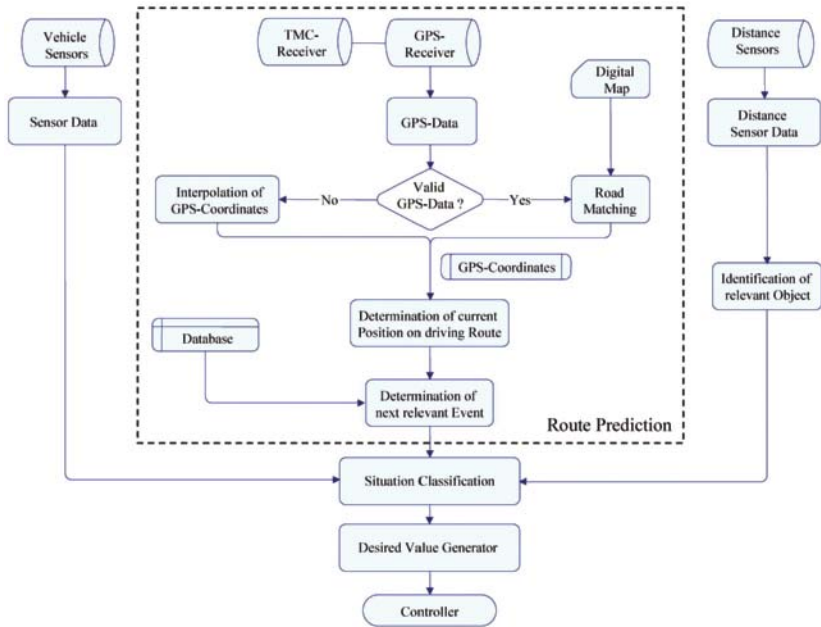 Vehicle
Sensors
TMC-
Receiver
GPS-
Receiver
Distance
Sensors
Digital
Map
Sensor Data
GPS-Data
Distance
Sensor Data
Interpolation of
GPS-Coordinates
No
Valid
GPS-Data ?
Yes
Road
Matching
GPS-Coordinates
Identification of
relevant Object
Determination of current
Position on driving Route
Database
Determination of
next relevant Event
Route Prediction
Situation Classification
Desired Value Generator
Controller